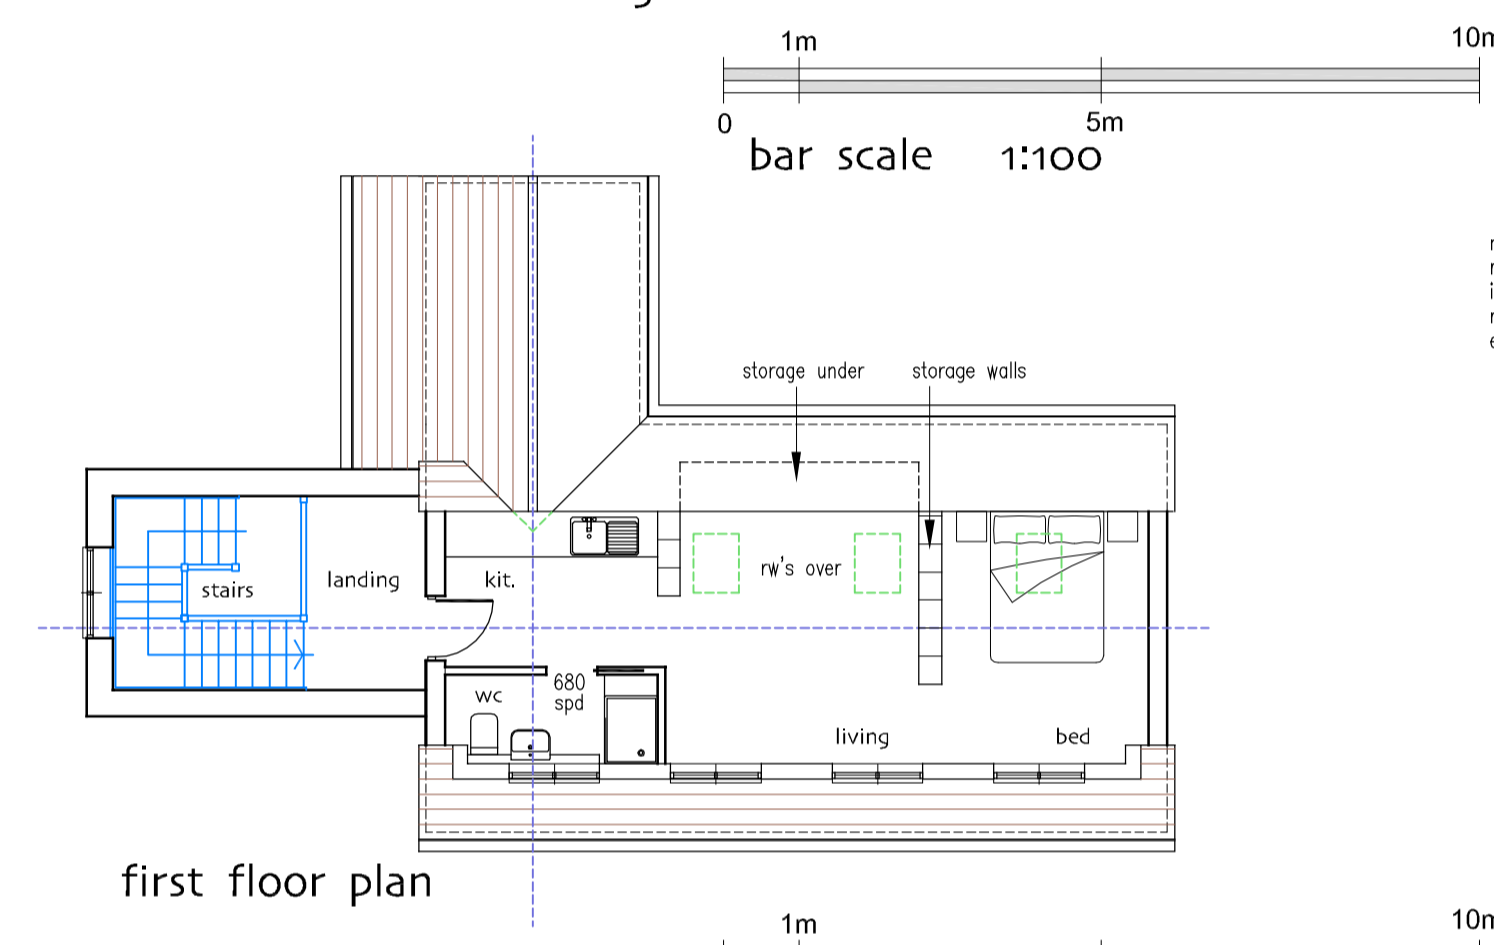 1m
10m
0
5m
bar scale 1:100
storage under
storage walls
stairs
landing
kit.
rw's over
wc
680
spd
living
bed
first floor plan
1m
10m